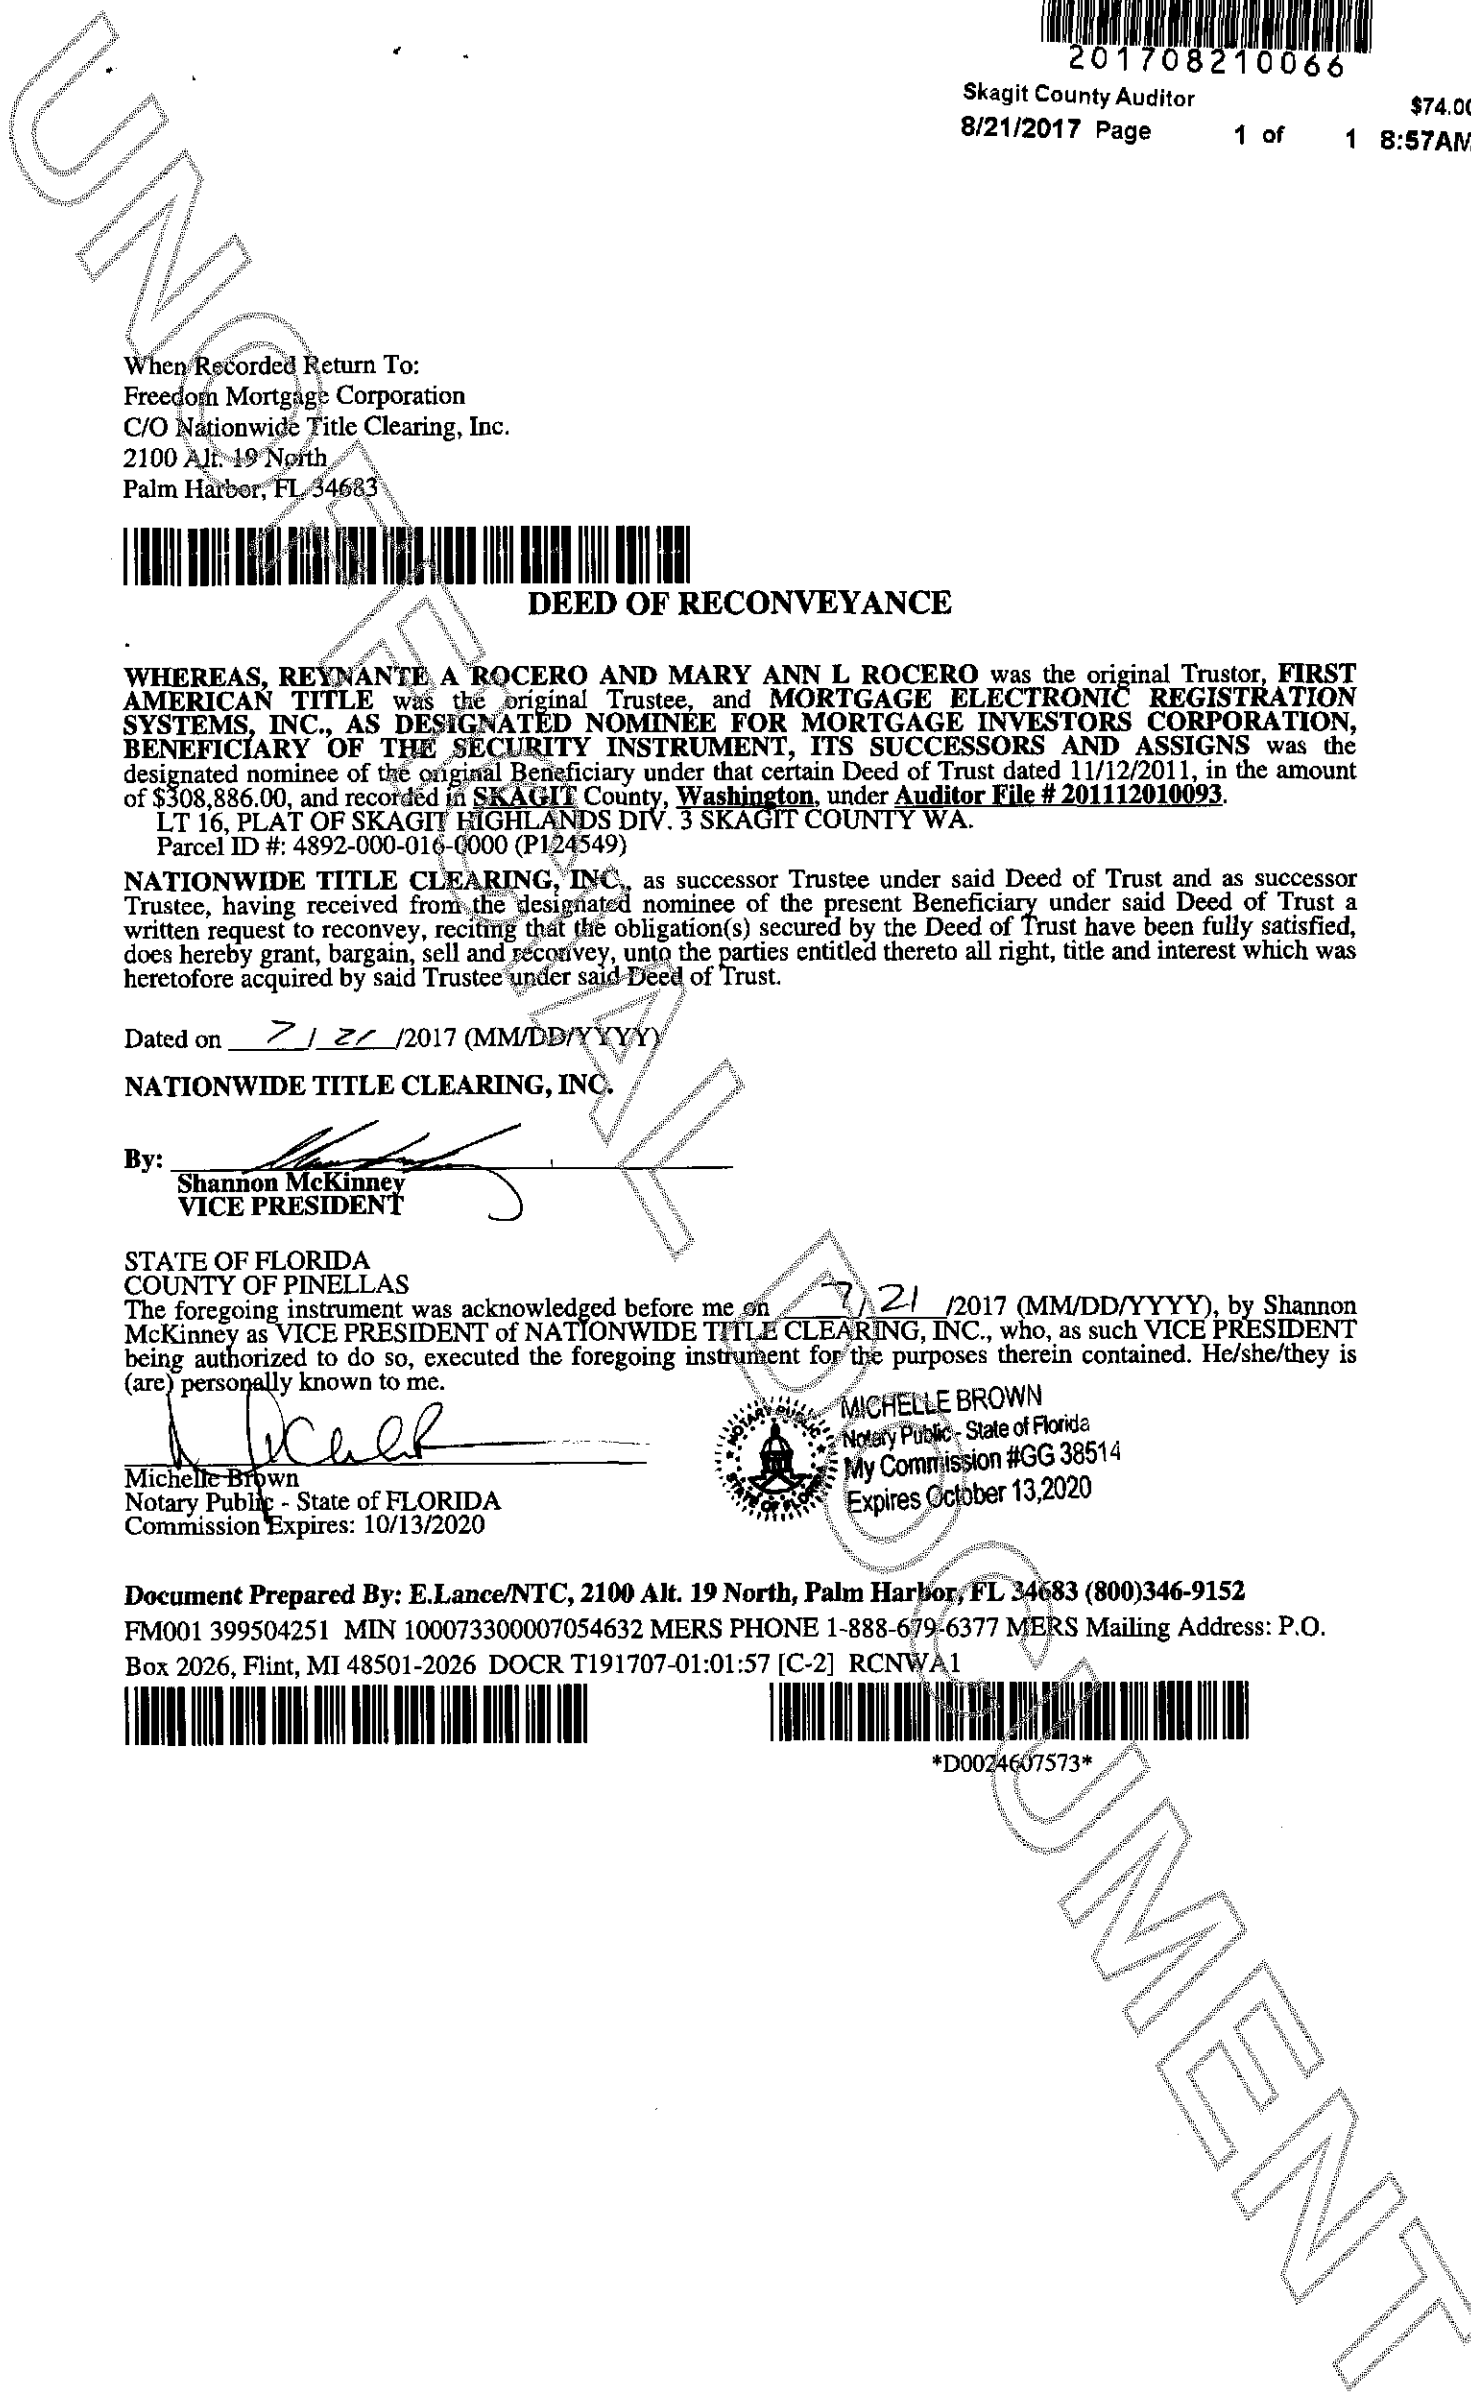 201708210066
Skagit County Auditor $74.00
8/21/2017 Page 1 of 1 8:57AM
When Recorded Return To:
Freedom Mortgage Corporation
C/O Nationwide Title Clearing, Inc.
2100 Alt. 19 North
Palm Harbor, FL 34683
DEED OF RECONVEYANCE
WHEREAS, REYNANTE A ROCERO AND MARY ANN L ROCERO was the original Trustor, FIRST
AMERICAN TITLE was the original Trustee, and MORTGAGE ELECTRONIC REGISTRATION
SYSTEMS, INC., AS DESIGNATED NOMINEE FOR MORTGAGE INVESTORS CORPORATION,
BENEFICIARY OF THE SECURITY INSTRUMENT, ITS SUCCESSORS AND ASSIGNS was the
designated nominee of the original Beneficiary under that certain Deed of Trust dated 11/12/2011, in the amount
of $308,886.00, and recorded in SKAGIT County, Washington, under Auditor File # 201112010093.
LT 16, PLAT OF SKAGIT HIGHLANDS DIV. 3 SKAGIT COUNTY WA.
Parcel ID #: 4892-000-016-0000 (P124549)
NATIONWIDE TITLE CLEARING, INC., as successor Trustee under said Deed of Trust and as successor
Trustee, having received from the designated nominee of the present Beneficiary under said Deed of Trust a
written request to reconvey, reciting that the obligation(s) secured by the Deed of Trust have been fully satisfied,
does hereby grant, bargain, sell and reconvey, unto the parties entitled thereto all right, title and interest which was
heretofore acquired by said Trustee under said Deed of Trust.
Dated on 7/21/2017 (MM/DD/YYYY)
NATIONWIDE TITLE CLEARING, INC.
By:
Shannon McKinney
VICE PRESIDENT
STATE OF FLORIDA
COUNTY OF PINELLAS
The foregoing instrument was acknowledged before me on 7/21/2017 (MM/DD/YYYY), by Shannon
McKinney as VICE PRESIDENT of NATIONWIDE TITLE CLEARING, INC., who, as such VICE PRESIDENT
being authorized to do so, executed the foregoing instrument for the purposes therein contained. He/she/they is
(are) personally known to me.
Michelle Brown
Notary Public - State of FLORIDA
Commission Expires: 10/13/2020
NOTARY PUBLIC
STATE OF FLORIDA
MICHELLE BROWN
Notary Public - State of Florida
My Commission #GG 38514
Expires October 13,2020
Document Prepared By: E.Lance/NTC, 2100 Alt. 19 North, Palm Harbor, FL 34683 (800)346-9152
FM001 399504251 MIN 100073300007054632 MERS PHONE 1-888-679-6377 MERS Mailing Address: P.O.
Box 2026, Flint, MI 48501-2026 DOCR T191707-01:01:57 [C-2] RCNWA1
*D0024607573*
UNOFFICIAL DOCUMENT